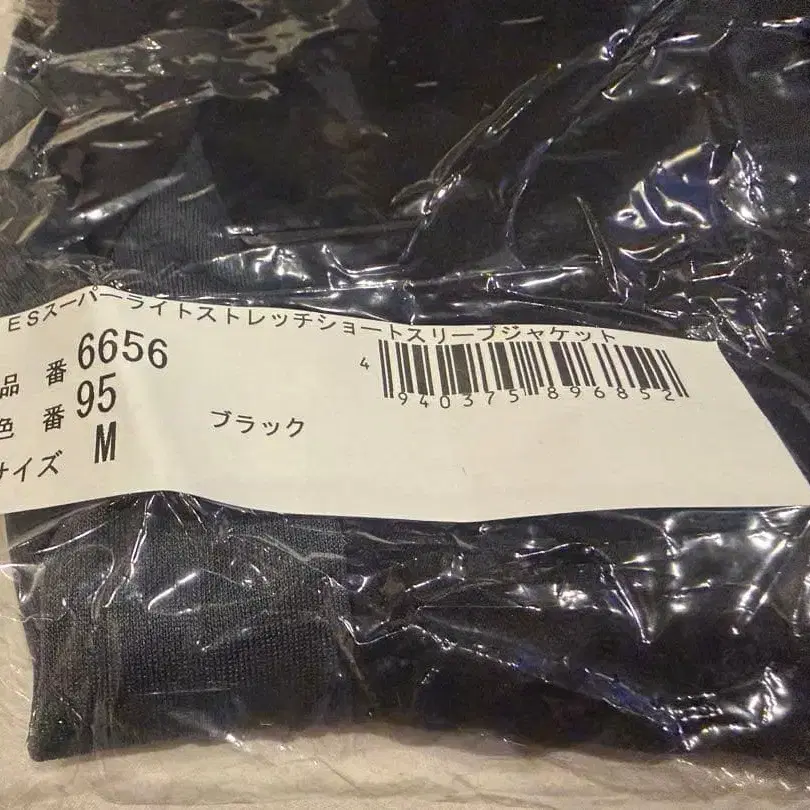 ESスーパーライトストレッチショートスリーブジャケット
品 番 6656
色 番 95 ブラック
サイズ M
4 940375 896852